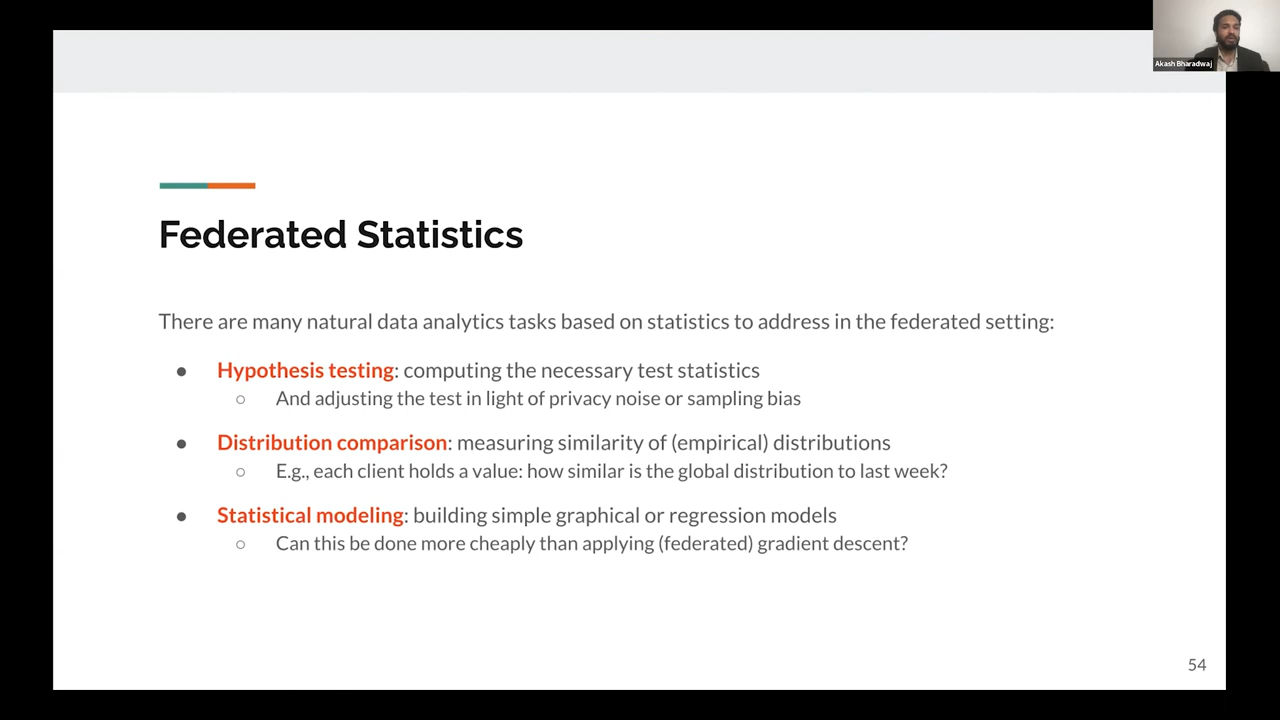 Akash Bharadwaj
Federated Statistics
There are many natural data analytics tasks based on statistics to address in the federated setting:
● Hypothesis testing: computing the necessary test statistics
○ And adjusting the test in light of privacy noise or sampling bias
● Distribution comparison: measuring similarity of (empirical) distributions
○ E.g., each client holds a value: how similar is the global distribution to last week?
● Statistical modeling: building simple graphical or regression models
○ Can this be done more cheaply than applying (federated) gradient descent?
54